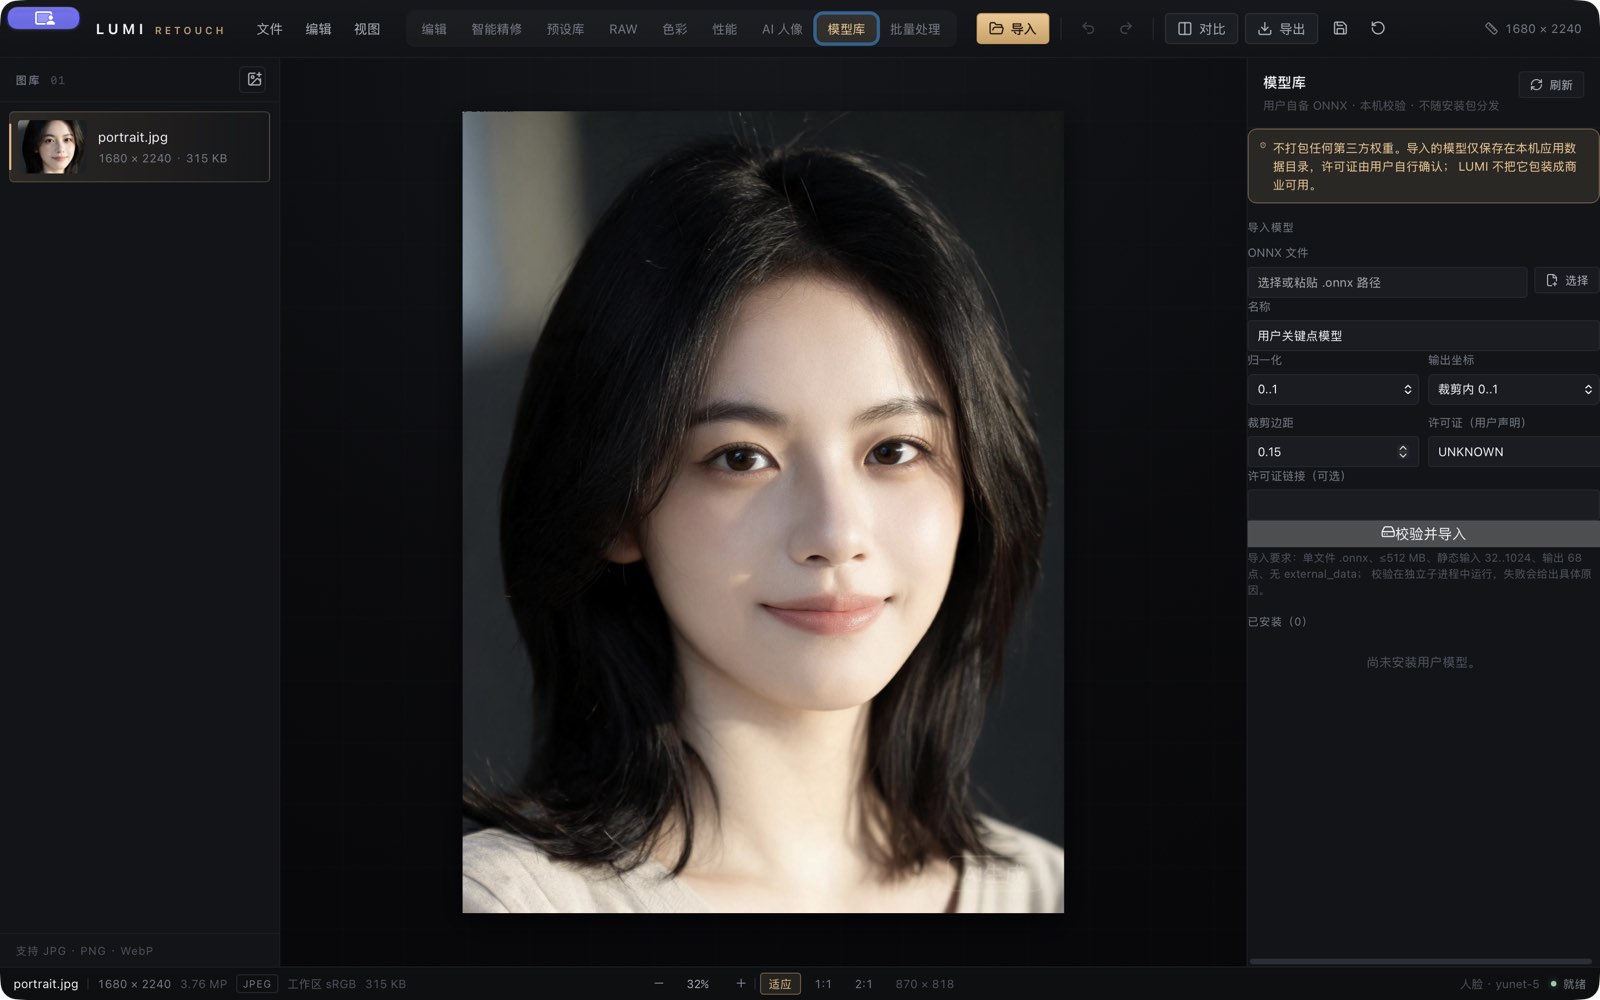 LUMI RETOUCH
文件 编辑 视图
编辑 智能精修 预设库 RAW 色彩 性能 AI 人像 模型库 批量处理
导入
对比 导出
1680 × 2240
图库 01
portrait.jpg
1680 × 2240 · 315 KB
支持 JPG · PNG · WebP
模型库
刷新
用户自备 ONNX · 本机校验 · 不随安装包分发
不打包任何第三方权重。导入的模型仅保存在本机应用数
据目录，许可证由用户自行确认； LUMI 不把它包装成商
业可用。
导入模型
ONNX 文件
选择或粘贴 .onnx 路径
选择
名称
用户关键点模型
归一化 输出坐标
0..1 裁剪内 0..1
裁剪边距 许可证（用户声明）
0.15 UNKNOWN
许可证链接（可选）
校验并导入
导入要求：单文件 .onnx、≤512 MB、静态输入 32..1024、输出 68
点、无 external_data； 校验在独立子进程中运行，失败会给出具体原
因。
已安装（0）
尚未安装用户模型。
portrait.jpg 1680 × 2240 3.76 MP JPEG 工作区 sRGB 315 KB
− 32% + 适应 1:1 2:1 870 × 818
人脸 · yunet-5 就绪